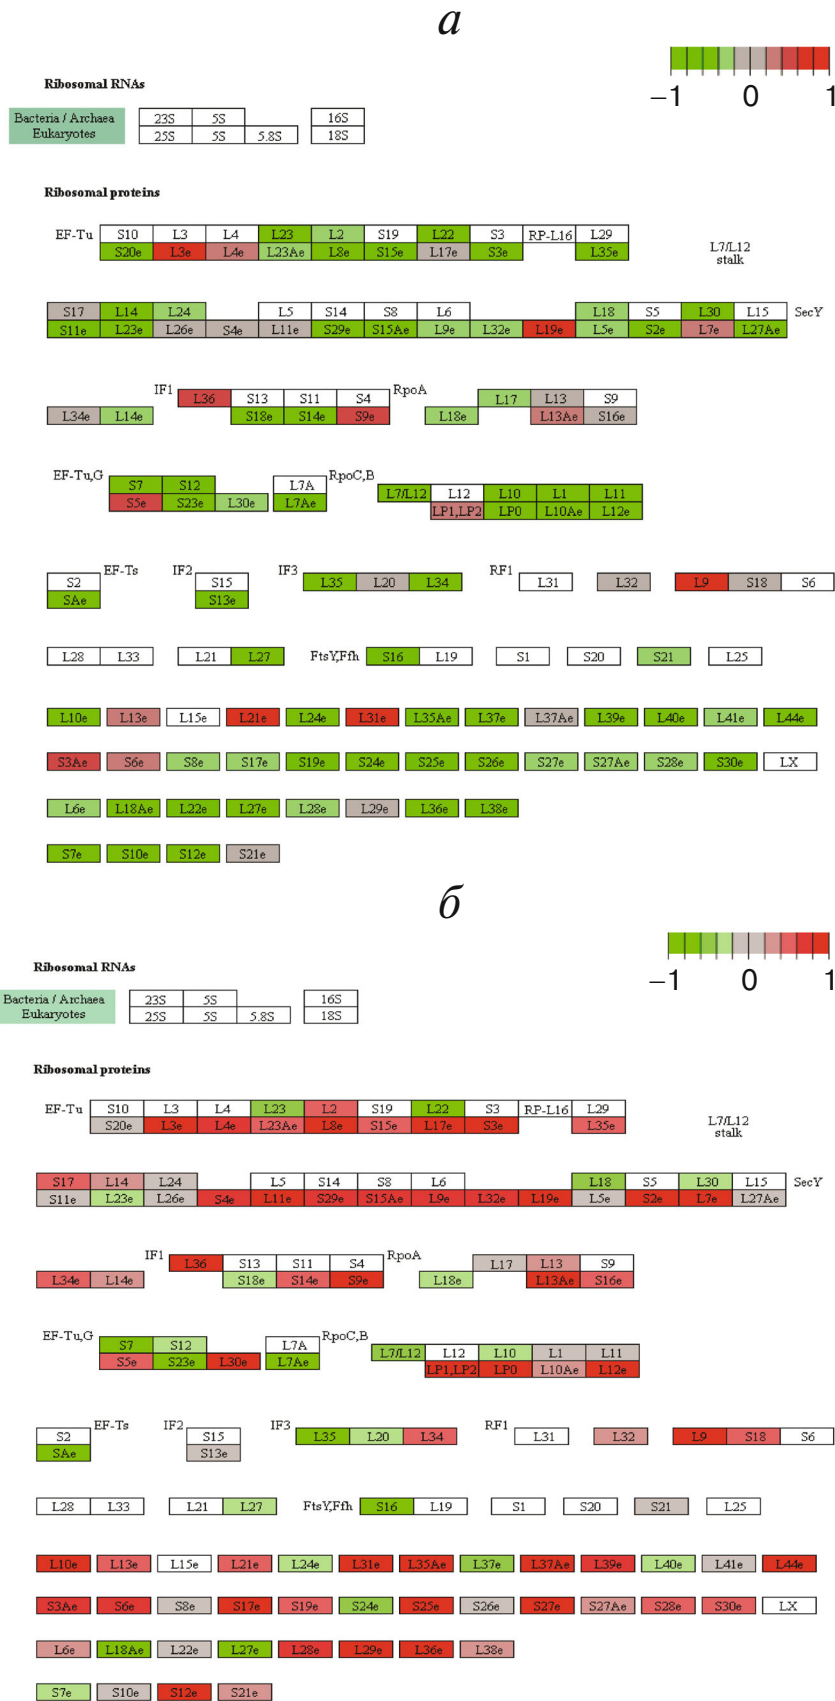 а
−1 0 1
Ribosomal RNAs
Bacteria / Archaea 23S 5S 16S
Eukaryotes 25S 5S 5.8S 18S
Ribosomal proteins
EF-Tu S10 L3 L4 L23 L2 S19 L22 S3 RP-L16 L29
S20e L3e L4e L23Ae L8e S15e L17e S3e L35e
L7/L12
stalk
S17 L14 L24 L5 S14 S8 L6 L18 S5 L30 L15 SecY
S11e L23e L26e S4e L11e S29e S15Ae L9e L32e L19e L5e S2e L7e L27Ae
IF1 L36 S13 S11 S4 RpoA L17 L13 S9
L34e L14e S18e S14e S9e L18e L13Ae S16e
EF-Tu,G S7 S12 L7A RpoC,B L7/L12 L12 L10 L1 L11
S5e S23e L30e L7Ae LP1,LP2 LP0 L10Ae L12e
S2 EF-Ts IF2 S15 IF3 L35 L20 L34 RF1 L31 L32 L9 S18 S6
SAe S13e
L28 L33 L21 L27 FtsY,Ffh S16 L19 S1 S20 S21 L25
L10e L13e L15e L21e L24e L31e L35Ae L37e L37Ae L39e L40e L41e L44e
S3Ae S6e S8e S17e S19e S24e S25e S26e S27e S27Ae S28e S30e LX
L6e L18Ae L22e L27e L28e L29e L36e L38e
S7e S10e S12e S21e
б
−1 0 1
Ribosomal RNAs
Bacteria / Archaea 23S 5S 16S
Eukaryotes 25S 5S 5.8S 18S
Ribosomal proteins
EF-Tu S10 L3 L4 L23 L2 S19 L22 S3 RP-L16 L29
S20e L3e L4e L23Ae L8e S15e L17e S3e L35e
L7/L12
stalk
S17 L14 L24 L5 S14 S8 L6 L18 S5 L30 L15 SecY
S11e L23e L26e S4e L11e S29e S15Ae L9e L32e L19e L5e S2e L7e L27Ae
IF1 L36 S13 S11 S4 RpoA L17 L13 S9
L34e L14e S18e S14e S9e L18e L13Ae S16e
EF-Tu,G S7 S12 L7A RpoC,B L7/L12 L12 L10 L1 L11
S5e S23e L30e L7Ae LP1,LP2 LP0 L10Ae L12e
S2 EF-Ts IF2 S15 IF3 L35 L20 L34 RF1 L31 L32 L9 S18 S6
SAe S13e
L28 L33 L21 L27 FtsY,Ffh S16 L19 S1 S20 S21 L25
L10e L13e L15e L21e L24e L31e L35Ae L37e L37Ae L39e L40e L41e L44e
S3Ae S6e S8e S17e S19e S24e S25e S26e S27e S27Ae S28e S30e LX
L6e L18Ae L22e L27e L28e L29e L36e L38e
S7e S10e S12e S21e